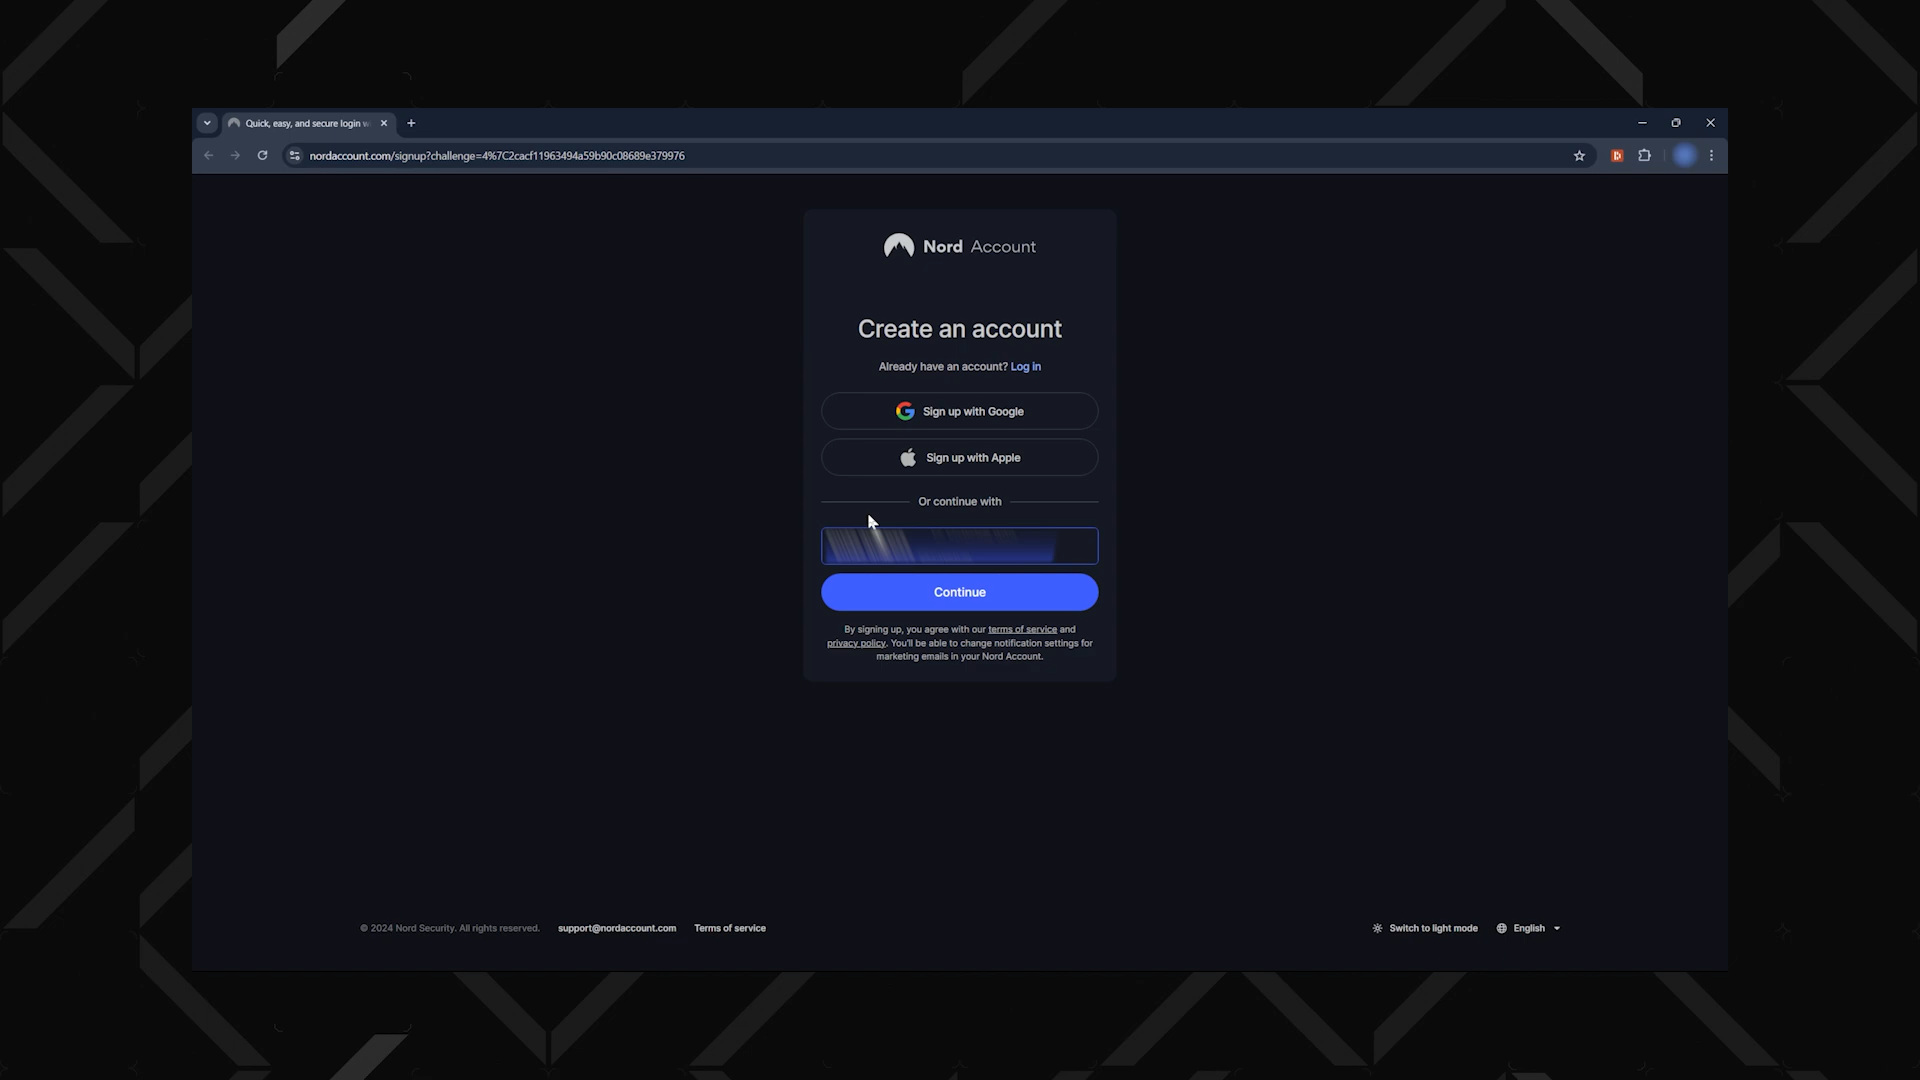 Quick, easy, and secure login w
nordaccount.com/signup?challenge=4%7C2cacf11963494a59b90c08689e379976
Nord Account
Create an account
Already have an account? Log in
Sign up with Google
Sign up with Apple
Or continue with
Continue
By signing up, you agree with our terms of service and
privacy policy. You'll be able to change notification settings for
marketing emails in your Nord Account.
© 2024 Nord Security. All rights reserved. support@nordaccount.com Terms of service
Switch to light mode English